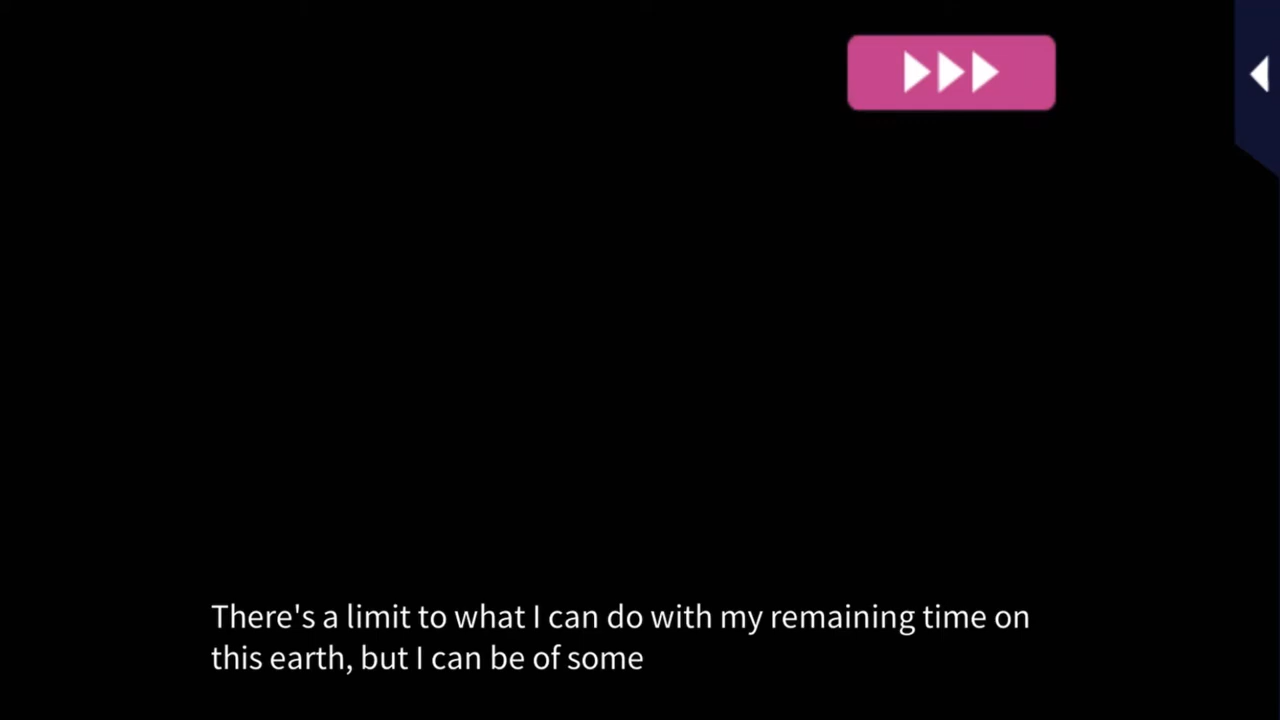 There's a limit to what I can do with my remaining time on
this earth, but I can be of some